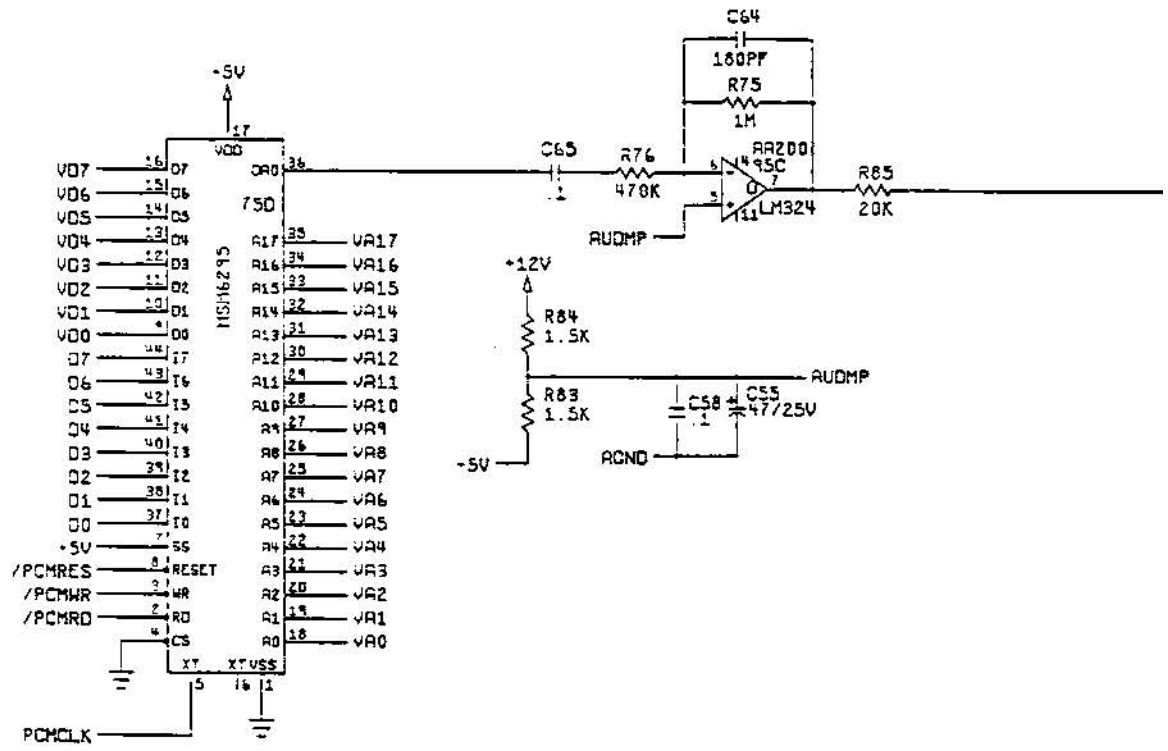 C64
180PF
R75
1M
-5V
17
VDD
C65
.1
R76
470K
6
14
95C
5
7
11
LM324
R85
20K
AUDMP
MSM6295
75D
VD7 16 D7
VD6 15 D6
VD5 14 D5
VD4 13 D4
VD3 12 D3
VD2 11 D2
VD1 10 D1
VD0 9 D0
D7 44 I7
D6 43 I6
D5 42 I5
D4 41 I4
D3 40 I3
D2 39 I2
D1 38 I1
D0 37 I0
+5V 7 SS
/PCMRES 8 RESET
/PCMWR 3 WR
/PCMRD 2 RD
4 CS
DAO 36
A17 35 VA17
A16 34 VA16
A15 33 VA15
A14 32 VA14
A13 31 VA13
A12 30 VA12
A11 29 VA11
A10 28 VA10
A9 27 VA9
A8 26 VA8
A7 25 VA7
A6 24 VA6
A5 23 VA5
A4 22 VA4
A3 21 VA3
A2 20 VA2
A1 19 VA1
A0 18 VA0
XT XT VSS
5 6 1
PCMCLK
+12V
R84
1.5K
AUDMP
R83
1.5K
C58
.1
C55
47/25V
-5V
AGND